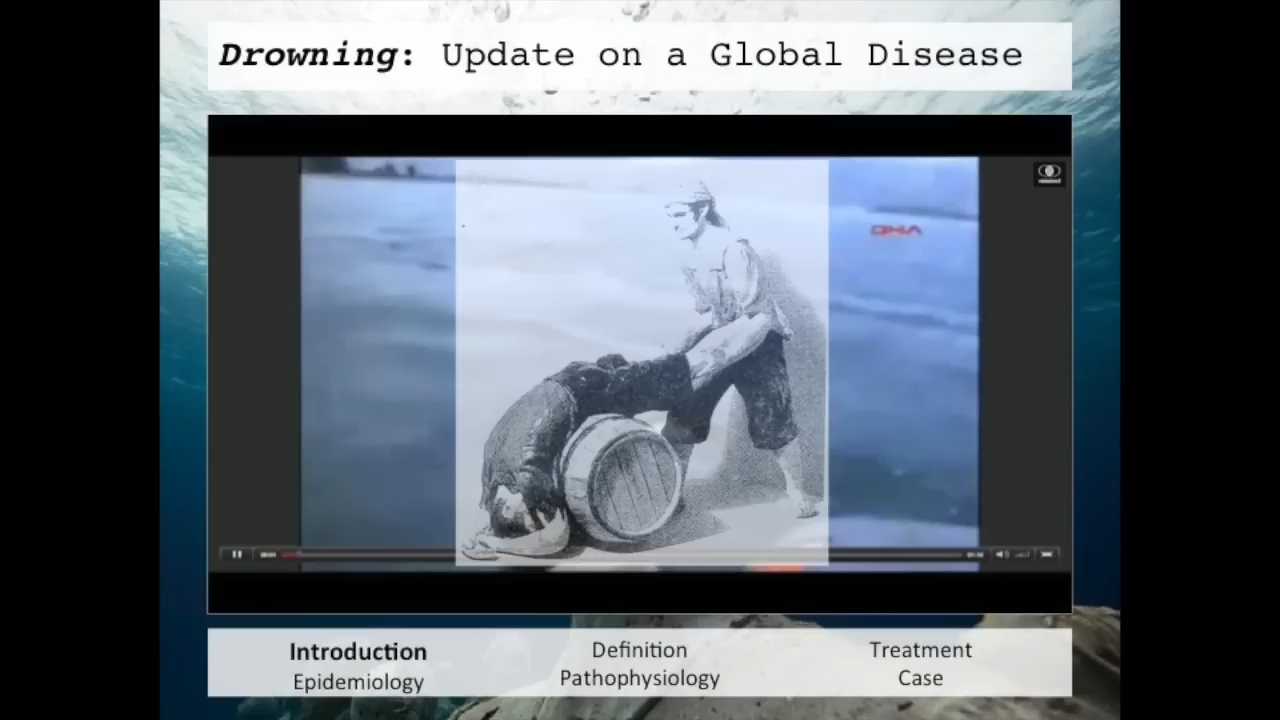 Drowning: Update on a Global Disease
DHA
Introduction
Epidemiology
Definition
Pathophysiology
Treatment
Case